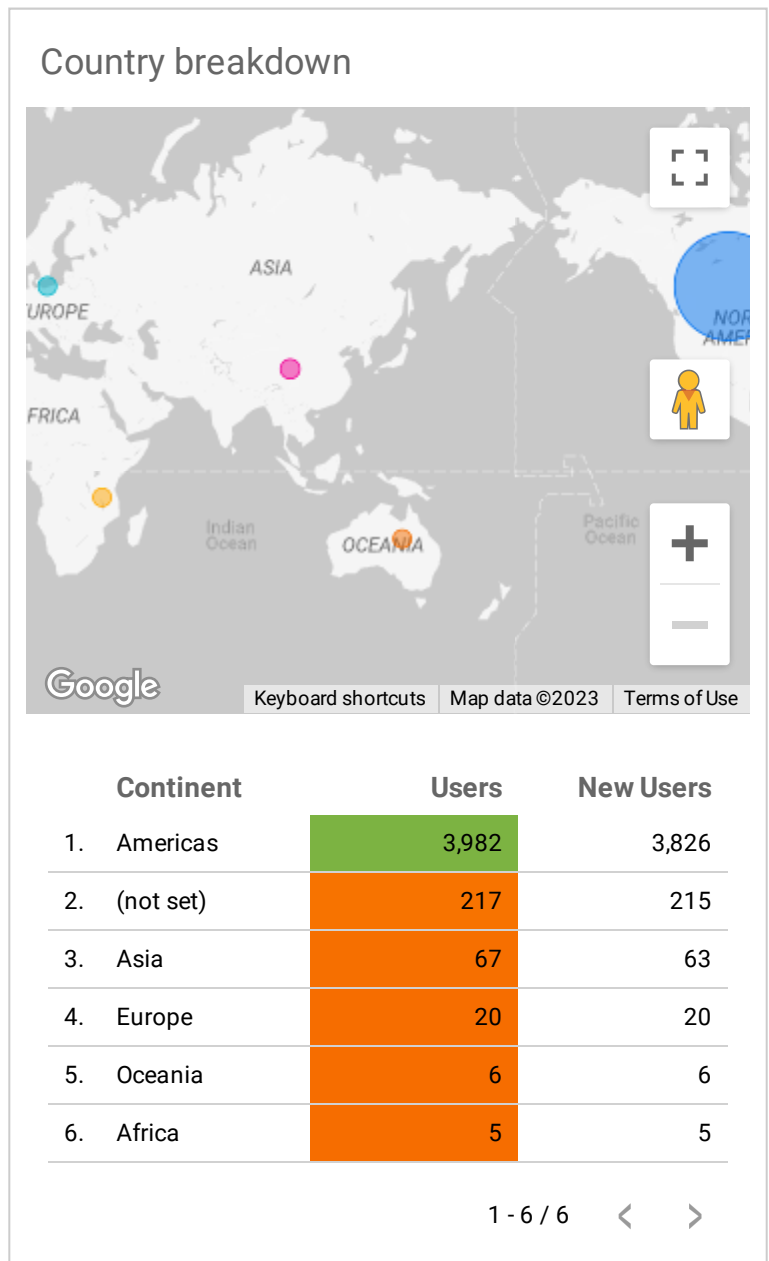 Country breakdown
ASIA
UROPE
NOR
AMER
FRICA
Indian
Ocean
OCEANIA
Pacific
Ocean
Google
Keyboard shortcuts Map data ©2023 Terms of Use
Continent Users New Users
1. Americas 3,982 3,826
2. (not set) 217 215
3. Asia 67 63
4. Europe 20 20
5. Oceania 6 6
6. Africa 5 5
1 - 6 / 6